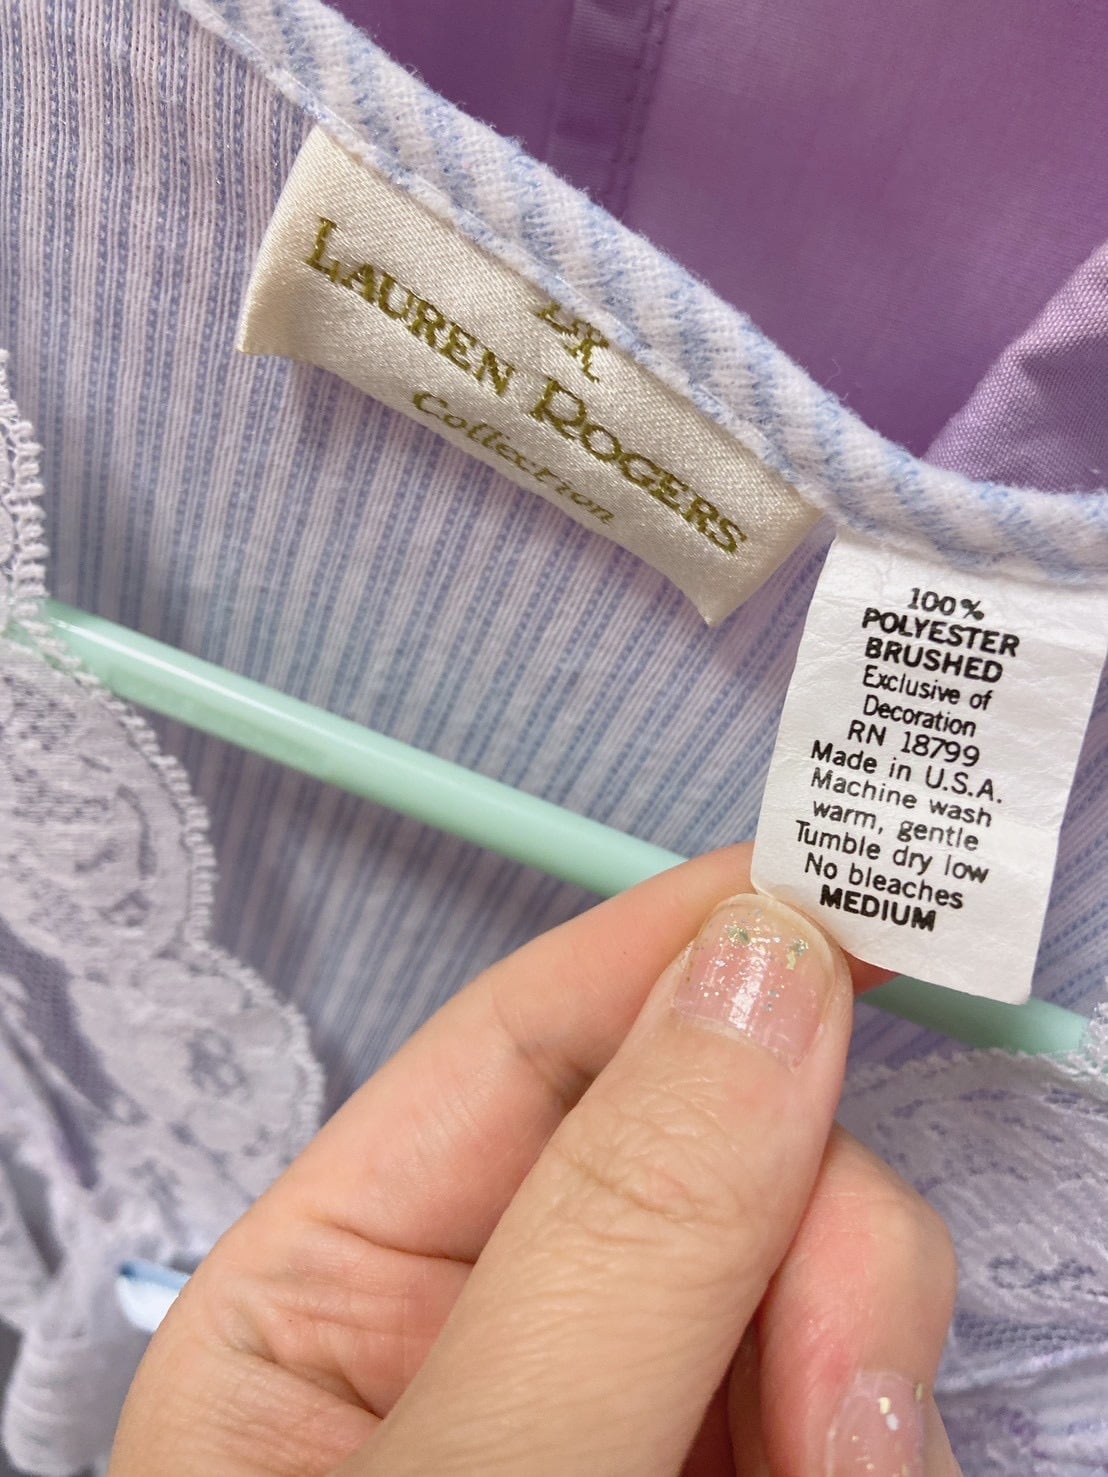 LR
LAUREN ROGERS
Collection
100%
POLYESTER
BRUSHED
Exclusive of
Decoration
RN 18799
Made in U.S.A.
Machine wash
warm, gentle
Tumble dry low
No bleaches
MEDIUM